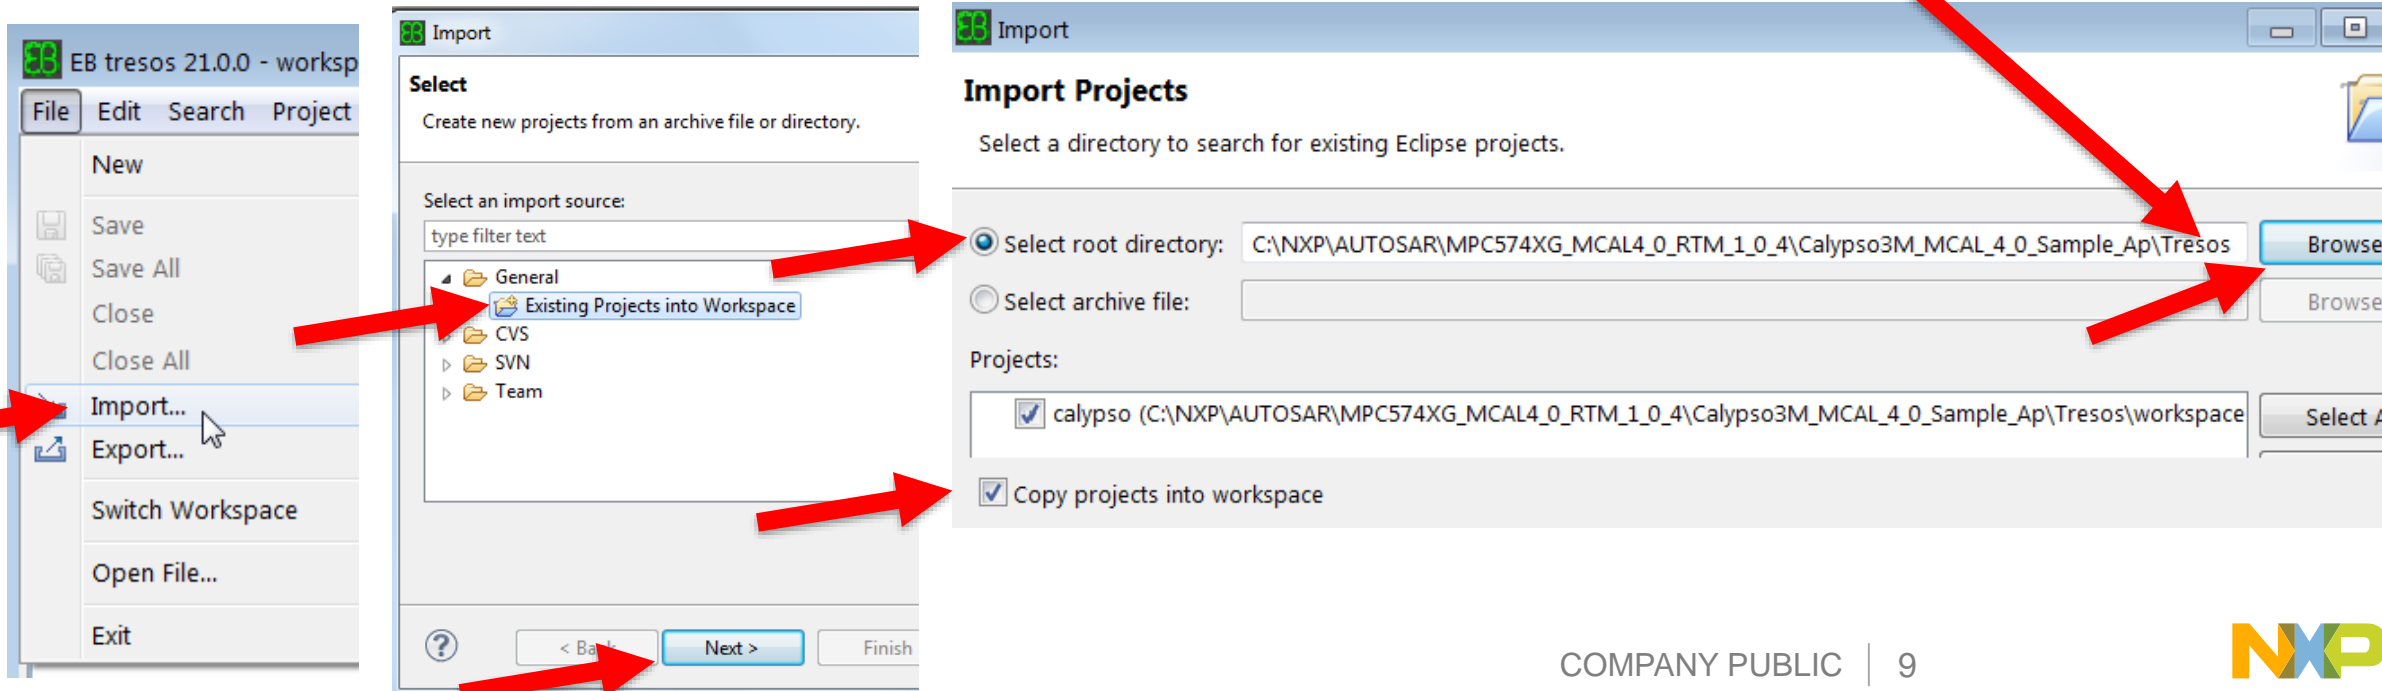 EB tresos 21.0.0 - worksp
File Edit Search Project
New
Save
Save All
Close
Close All
Import...
Export...
Switch Workspace
Open File...
Exit
Import
Select
Create new projects from an archive file or directory.
Select an import source:
type filter text
General
Existing Projects into Workspace
CVS
SVN
Team
< Back Next > Finish
Import
Import Projects
Select a directory to search for existing Eclipse projects.
Select root directory: C:\NXP\AUTOSAR\MPC574XG_MCAL4_0_RTM_1_0_4\Calypso3M_MCAL_4_0_Sample_Ap\Tresos Browse
Select archive file: Browse
Projects:
calypso (C:\NXP\AUTOSAR\MPC574XG_MCAL4_0_RTM_1_0_4\Calypso3M_MCAL_4_0_Sample_Ap\Tresos\workspace Select A
Copy projects into workspace
COMPANY PUBLIC 9
NXP